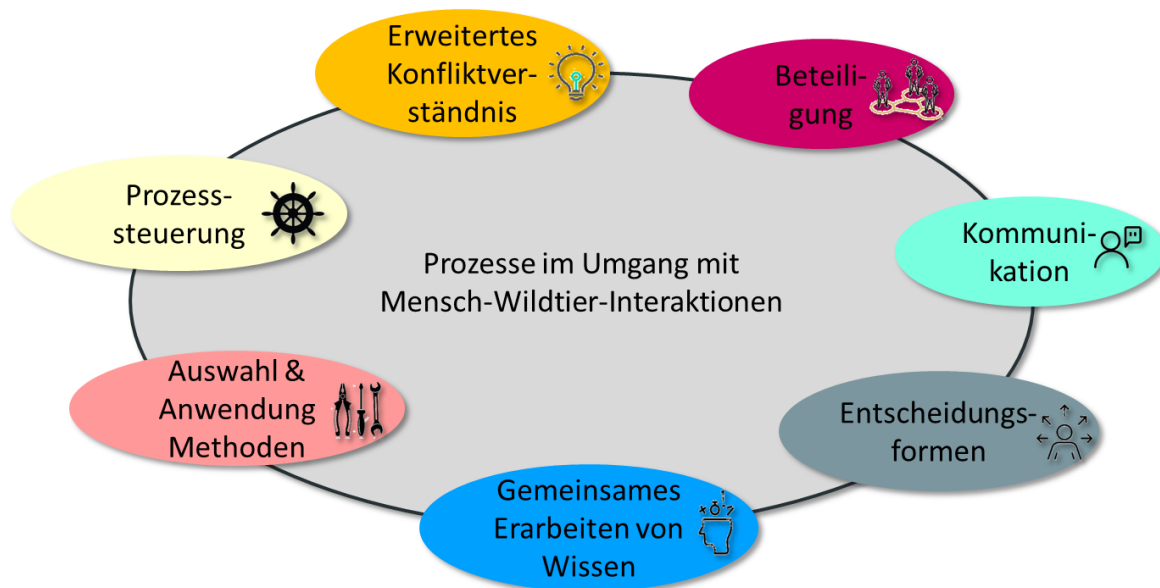 Erweitertes
Konfliktver-
ständnis
Beteili-
gung
Kommuni-
kation
Entscheidungs-
formen
Gemeinsames
Erarbeiten von
Wissen
Auswahl &
Anwendung
Methoden
Prozess-
steuerung
Prozesse im Umgang mit
Mensch-Wildtier-Interaktionen